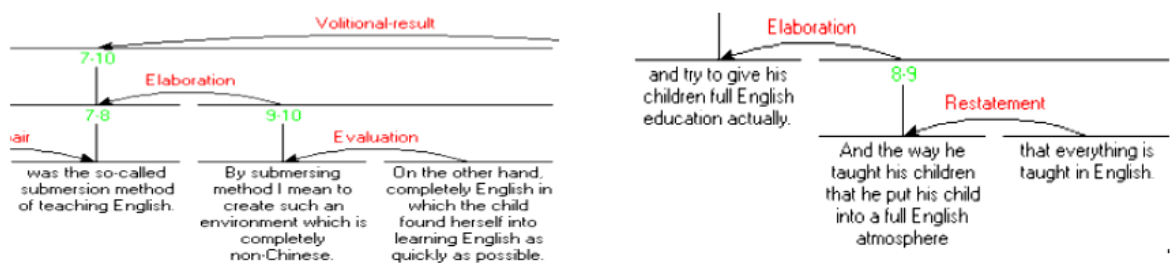 Volitional-result
7-10
Elaboration
7-8
9-10
air
Evaluation
was the so-called
submersion method
of teaching English.
By submersing
method I mean to
create such an
environment which is
completely
non-Chinese.
On the other hand,
completely English in
which the child
found herself into
learning English as
quickly as possible.
Elaboration
and try to give his
children full English
education actually.
8-9
Restatement
And the way he
taught his children
that he put his child
into a full English
atmosphere
that everything is
taught in English.